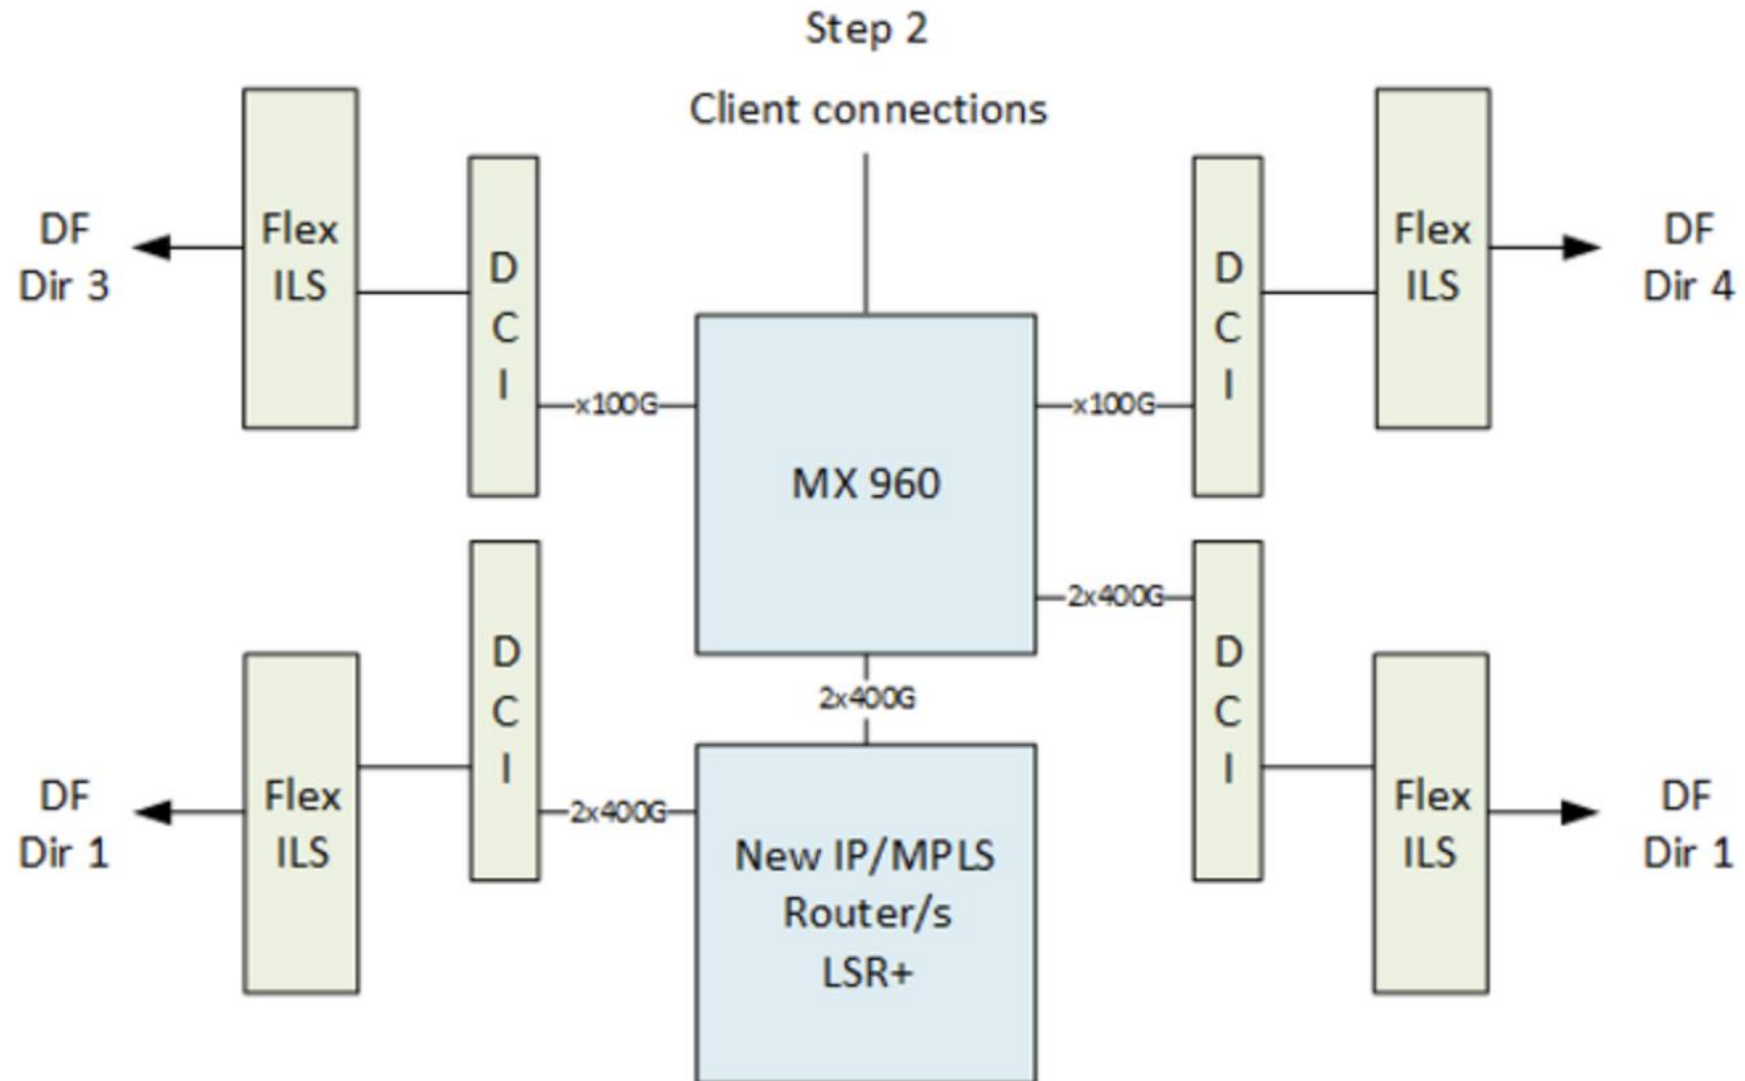 Step 2
Client connections
DF
Dir 3
Flex
ILS
D
C
I
x100G
MX 960
x100G
D
C
I
Flex
ILS
DF
Dir 4
2x400G
2x400G
DF
Dir 1
Flex
ILS
D
C
I
2x400G
New IP/MPLS
Router/s
LSR+
D
C
I
Flex
ILS
DF
Dir 1